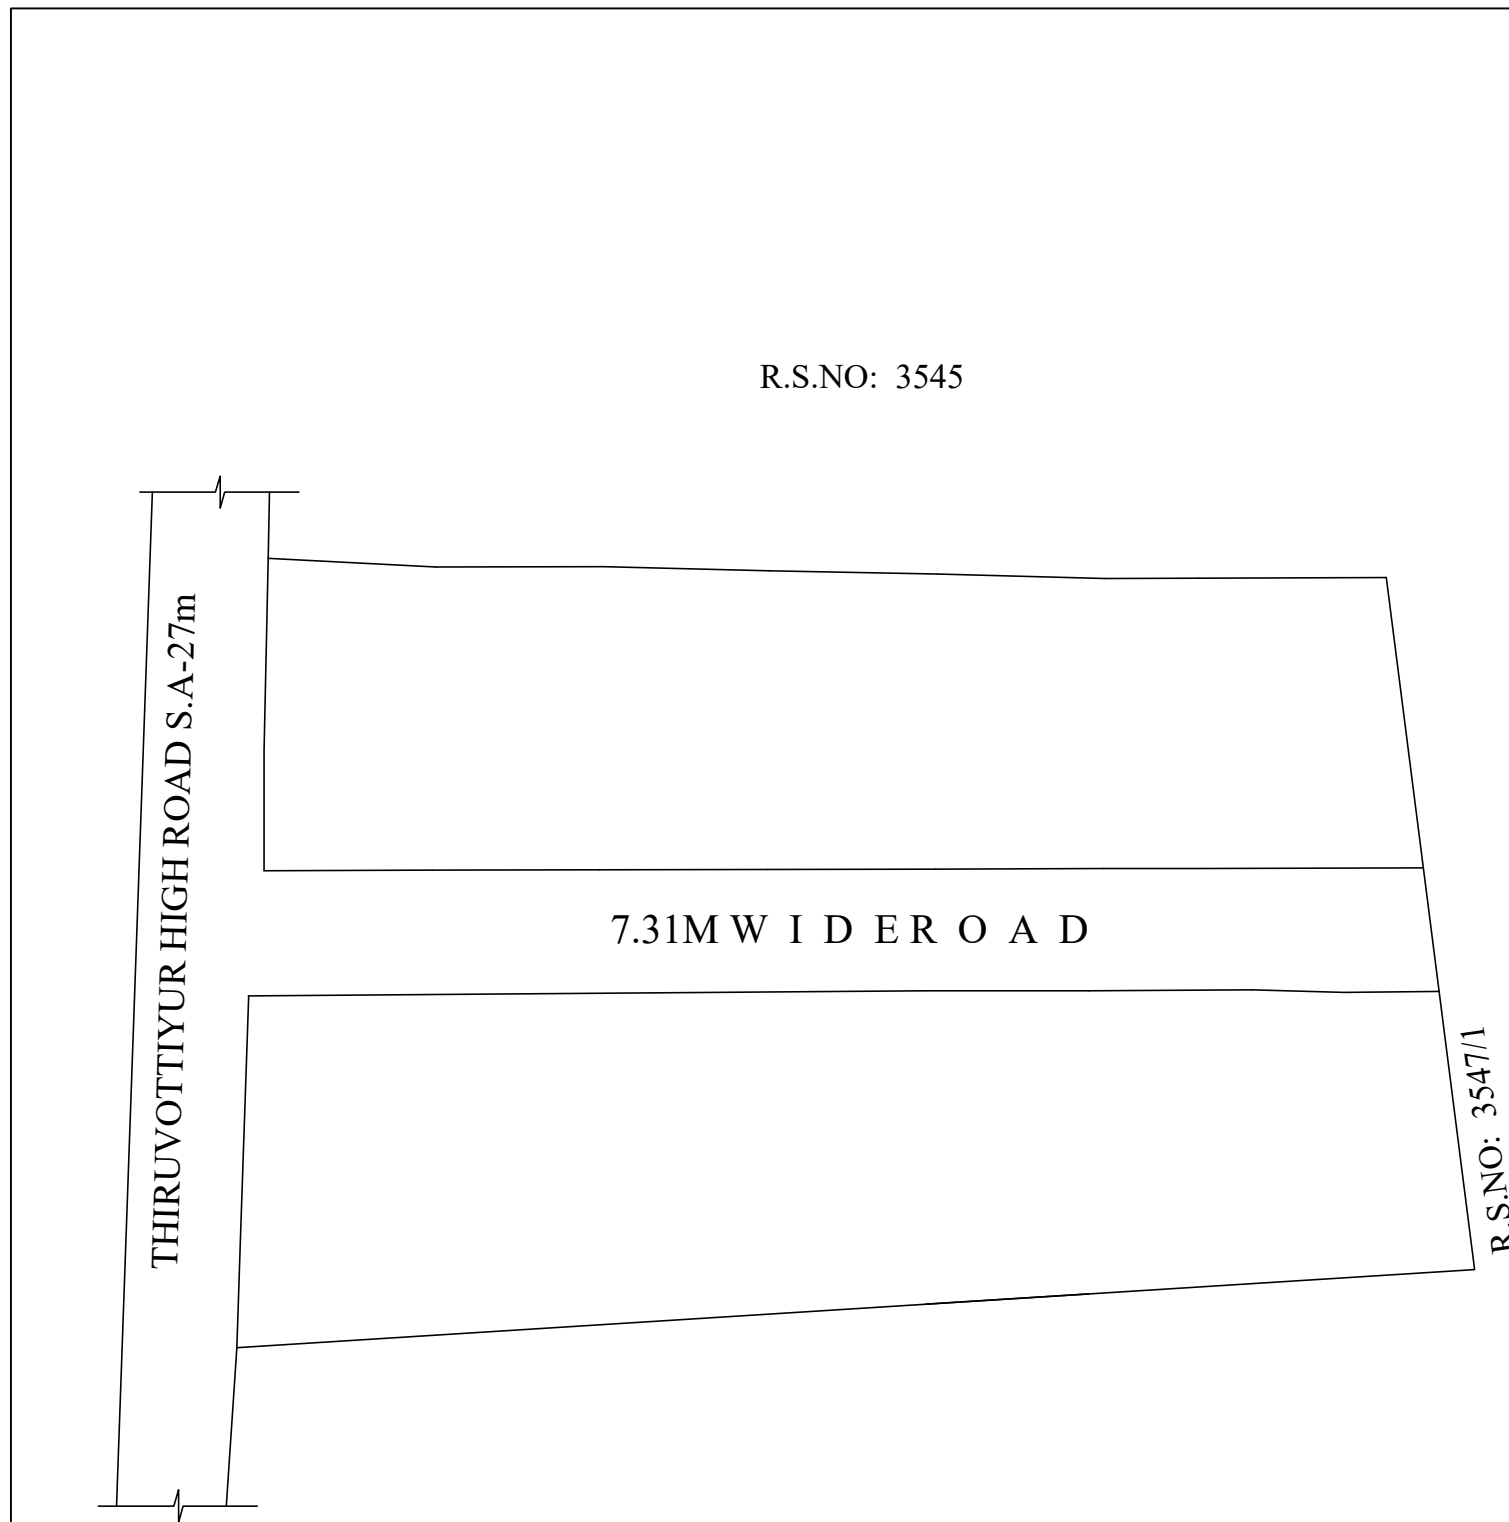 R.S.NO: 3545
THIRUVOTTIYUR HIGH ROAD S.A-27m
7.31M W I D E R O A D
R.S.NO: 3547/1